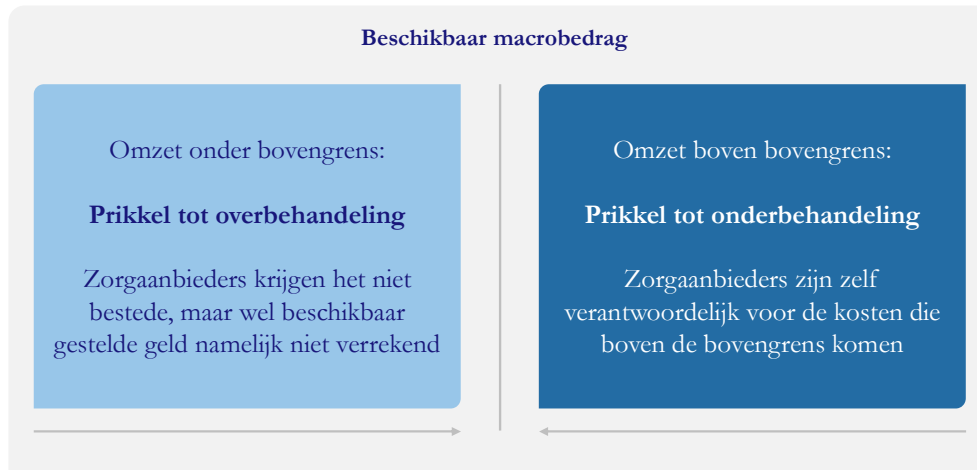 Beschikbaar macrobedrag
Omzet onder bovengrens:
Prikkel tot overbehandeling
Zorgaanbieders krijgen het niet
bestede, maar wel beschikbaar
gestelde geld namelijk niet verrekend
Omzet boven bovengrens:
Prikkel tot onderbehandeling
Zorgaanbieders zijn zelf
verantwoordelijk voor de kosten die
boven de bovengrens komen